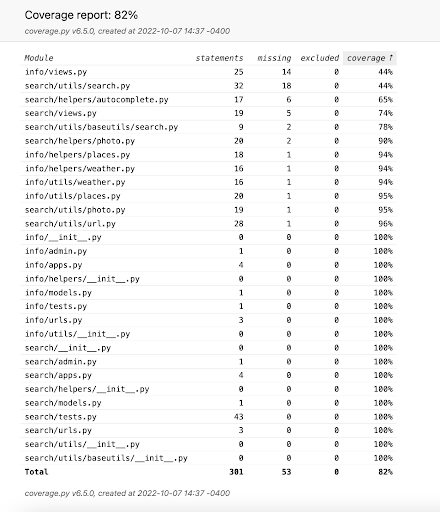 Coverage report: 82%
coverage.py v6.5.0, created at 2022-10-07 14:37 -0400
Module statements missing excluded coverage ↑
info/views.py 25 14 0 44%
search/utils/search.py 32 18 0 44%
search/helpers/autocomplete.py 17 6 0 65%
search/views.py 19 5 0 74%
search/utils/baseutils/search.py 9 2 0 78%
search/helpers/photo.py 20 2 0 90%
info/helpers/places.py 18 1 0 94%
info/helpers/weather.py 16 1 0 94%
info/utils/weather.py 16 1 0 94%
info/utils/places.py 20 1 0 95%
search/utils/photo.py 19 1 0 95%
search/utils/url.py 28 1 0 96%
info/__init__.py 0 0 0 100%
info/admin.py 1 0 0 100%
info/apps.py 4 0 0 100%
info/helpers/__init__.py 0 0 0 100%
info/models.py 1 0 0 100%
info/tests.py 1 0 0 100%
info/urls.py 3 0 0 100%
info/utils/__init__.py 0 0 0 100%
search/__init__.py 0 0 0 100%
search/admin.py 1 0 0 100%
search/apps.py 4 0 0 100%
search/helpers/__init__.py 0 0 0 100%
search/models.py 1 0 0 100%
search/tests.py 43 0 0 100%
search/urls.py 3 0 0 100%
search/utils/__init__.py 0 0 0 100%
search/utils/baseutils/__init__.py 0 0 0 100%
Total 301 53 0 82%
coverage.py v6.5.0, created at 2022-10-07 14:37 -0400